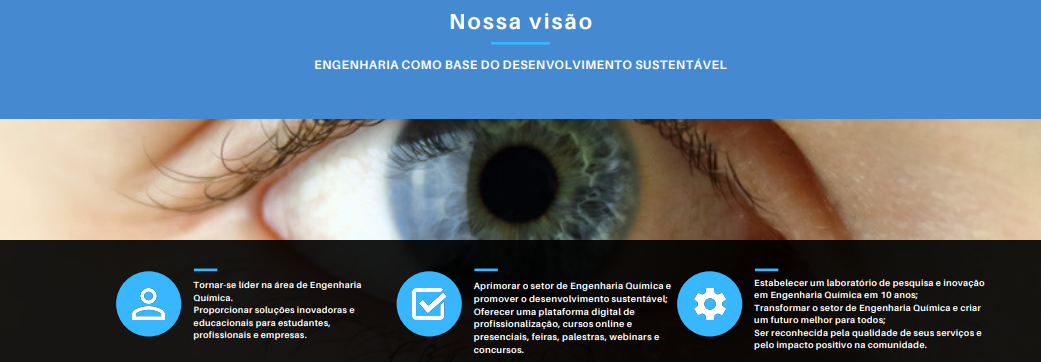 Nossa visão
ENGENHARIA COMO BASE DO DESENVOLVIMENTO SUSTENTÁVEL
Tornar-se líder na área de Engenharia
Química.
Proporcionar soluções inovadoras e
educacionais para estudantes,
profissionais e empresas.
Aprimorar o setor de Engenharia Química e
promover o desenvolvimento sustentável;
Oferecer uma plataforma digital de
profissionalização, cursos online e
presenciais, feiras, palestras, webinars e
concursos.
Estabelecer um laboratório de pesquisa e inovação
em Engenharia Química em 10 anos;
Transformar o setor de Engenharia Química e criar
um futuro melhor para todos;
Ser reconhecida pela qualidade de seus serviços e
pelo impacto positivo na comunidade.